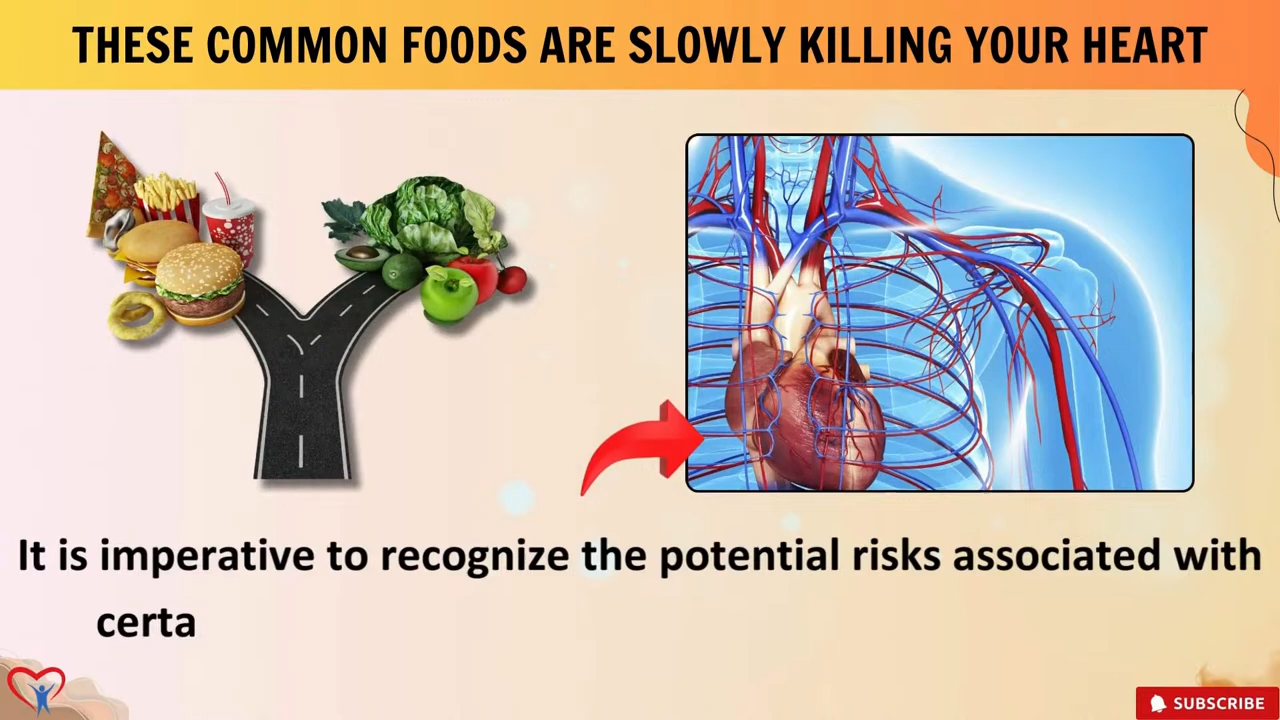 THESE COMMON FOODS ARE SLOWLY KILLING YOUR HEART
It is imperative to recognize the potential risks associated with
certa
SUBSCRIBE